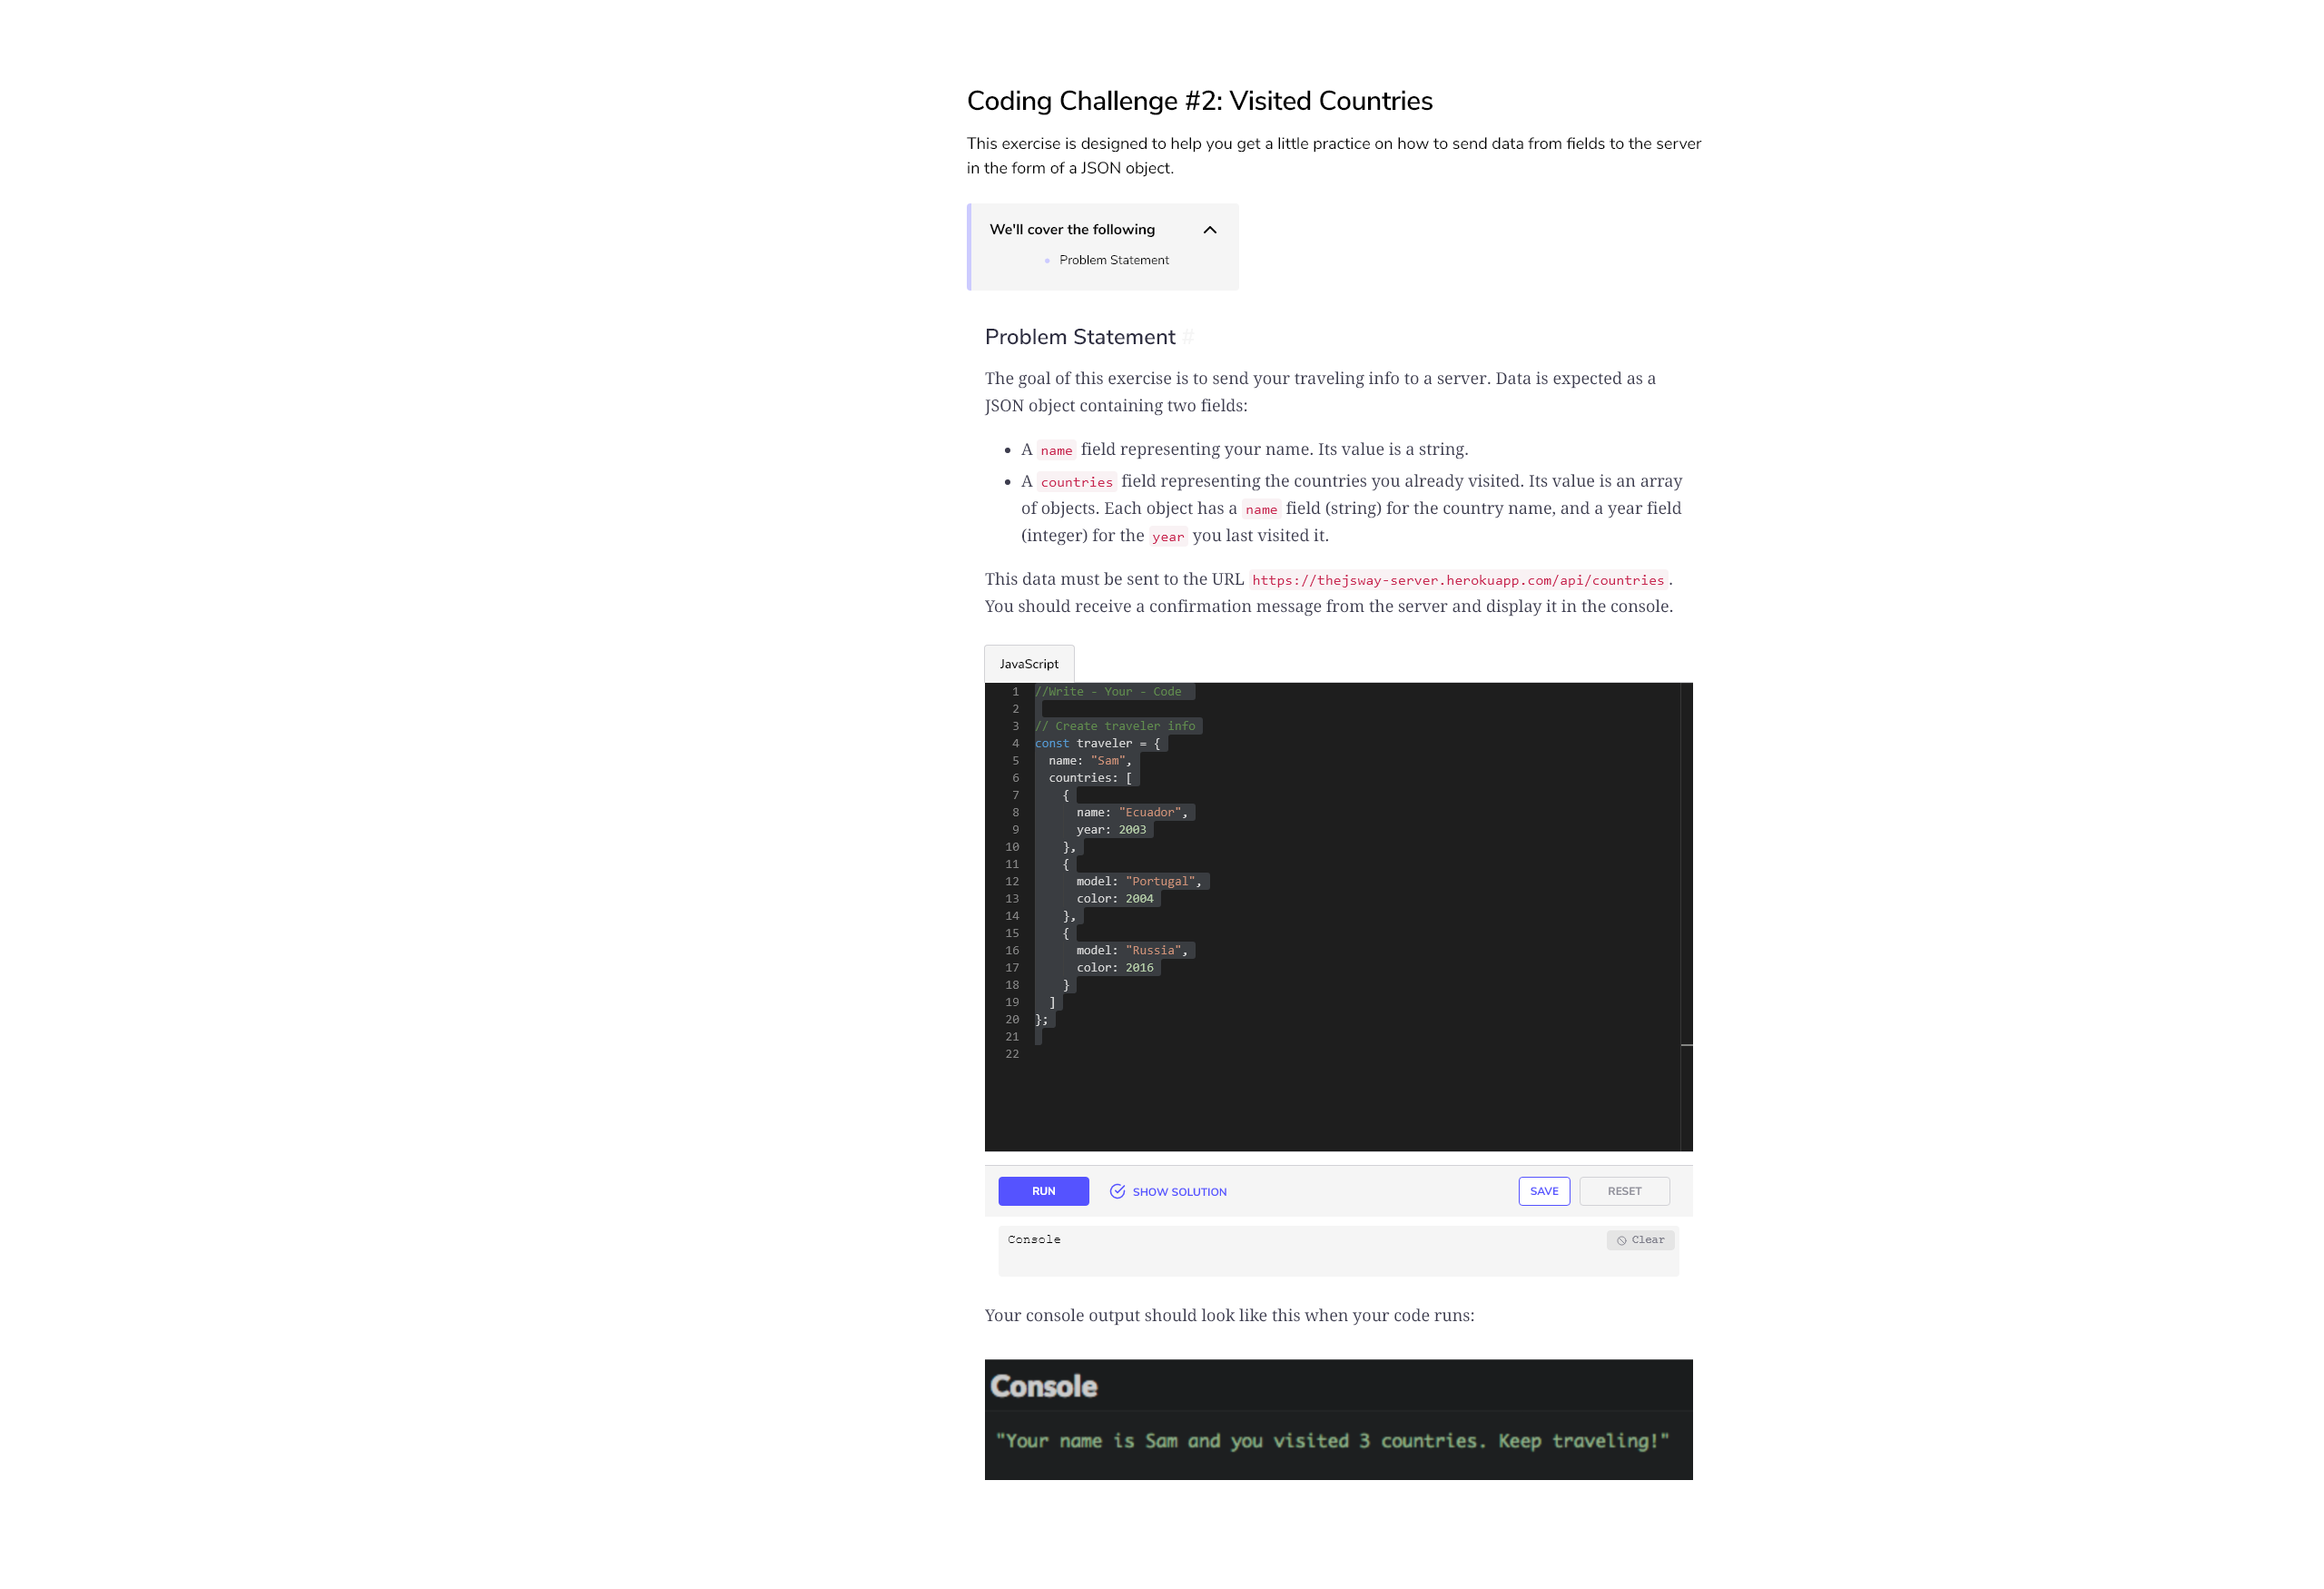 Coding Challenge #2: Visited Countries
This exercise is designed to help you get a little practice on how to send data from fields to the server
in the form of a JSON object.
We'll cover the following
• Problem Statement
Problem Statement #
The goal of this exercise is to send your traveling info to a server. Data is expected as a
JSON object containing two fields:
• A name field representing your name. Its value is a string.
• A countries field representing the countries you already visited. Its value is an array
of objects. Each object has a name field (string) for the country name, and a year field
(integer) for the year you last visited it.
This data must be sent to the URL https://thejsway-server.herokuapp.com/api/countries.
You should receive a confirmation message from the server and display it in the console.
JavaScript
1 //Write - Your - Code
2
3 // Create traveler info
4 const traveler = {
5   name: "Sam",
6   countries: [
7     {
8       name: "Ecuador",
9       year: 2003
10     },
11     {
12       model: "Portugal",
13       color: 2004
14     },
15     {
16       model: "Russia",
17       color: 2016
18     }
19   ]
20 };
21
22
RUN SHOW SOLUTION SAVE RESET
Console Clear
Your console output should look like this when your code runs:
Console
"Your name is Sam and you visited 3 countries. Keep traveling!"